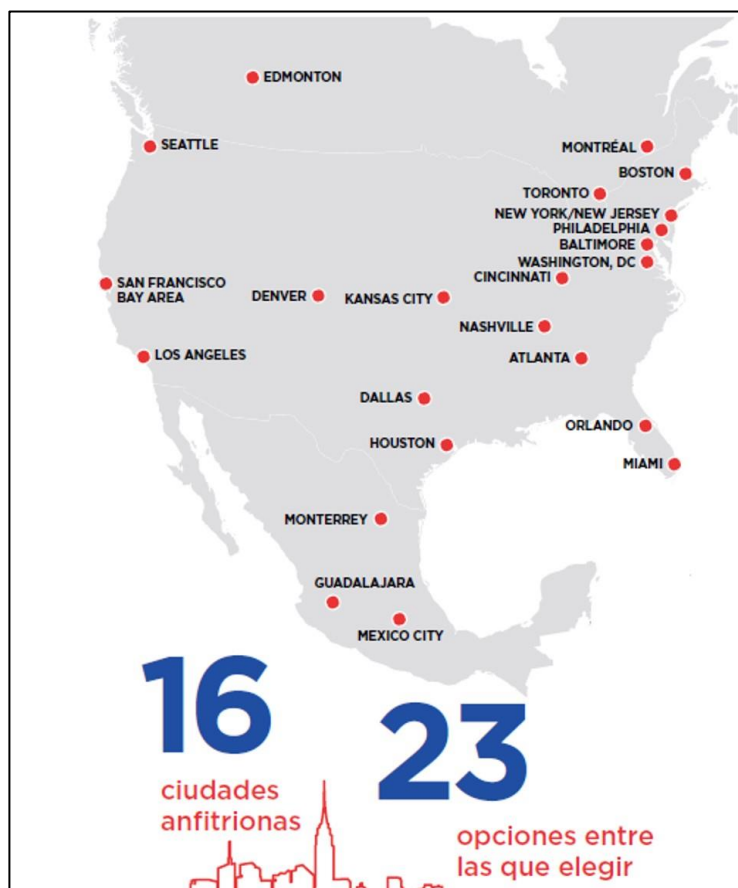 EDMONTON
SEATTLE
MONTRÉAL
BOSTON
TORONTO
NEW YORK/NEW JERSEY
PHILADELPHIA
BALTIMORE
WASHINGTON, DC
CINCINNATI
SAN FRANCISCO
BAY AREA
DENVER
KANSAS CITY
NASHVILLE
LOS ANGELES
ATLANTA
DALLAS
ORLANDO
HOUSTON
MIAMI
MONTERREY
GUADALAJARA
MEXICO CITY
16
ciudades
anfitrionas
23
opciones entre
las que elegir